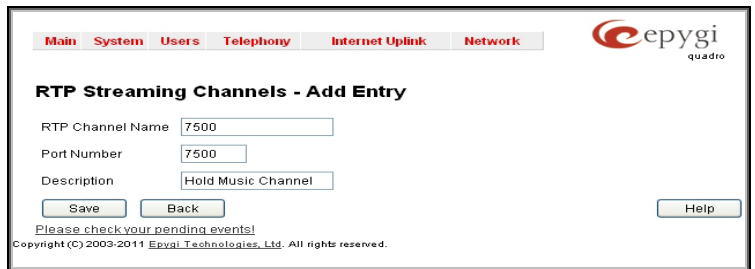 Main System Users Telephony Internet Uplink Network
epygi
quadro
RTP Streaming Channels - Add Entry
RTP Channel Name 7500
Port Number 7500
Description Hold Music Channel
Save Back Help
Please check your pending events!
Copyright (C) 2003-2011 Epygi Technologies, Ltd. All rights reserved.